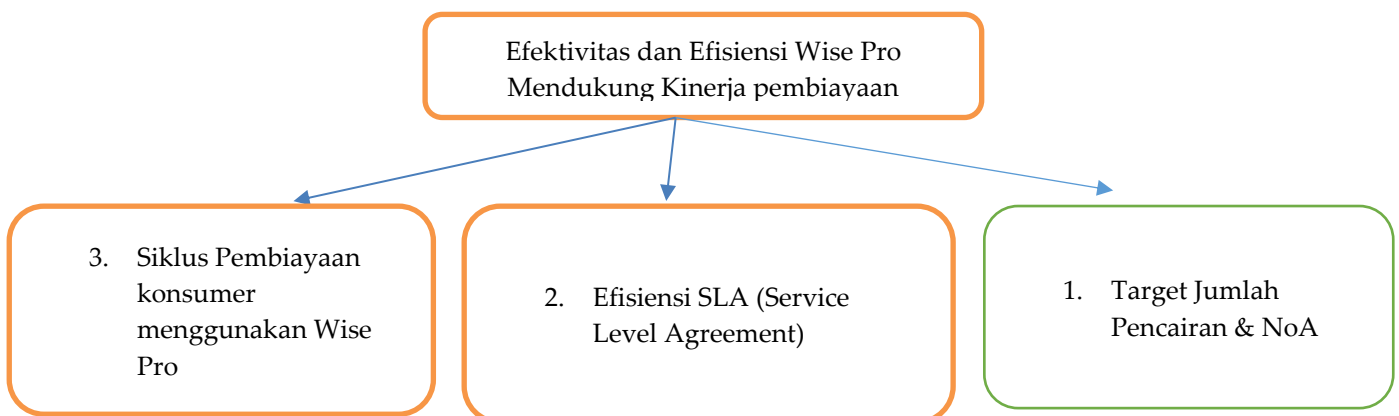 Efektivitas dan Efisiensi Wise Pro
Mendukung Kinerja pembiayaan
3. Siklus Pembiayaan
konsumer
menggunakan Wise
Pro
2. Efisiensi SLA (Service
Level Agreement)
1. Target Jumlah
Pencairan & NoA